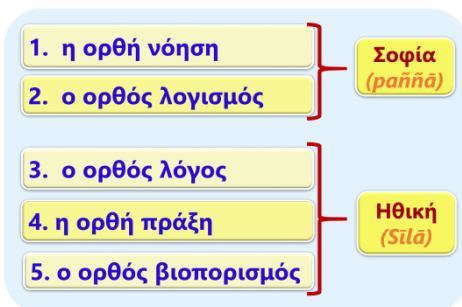 1. η ορθή νόηση
2. ο ορθός λογισμός
Σοφία
(paññā)
3. ο ορθός λόγος
4. η ορθή πράξη
5. ο ορθός βιοπορισμός
Ηθική
(Sīlā)